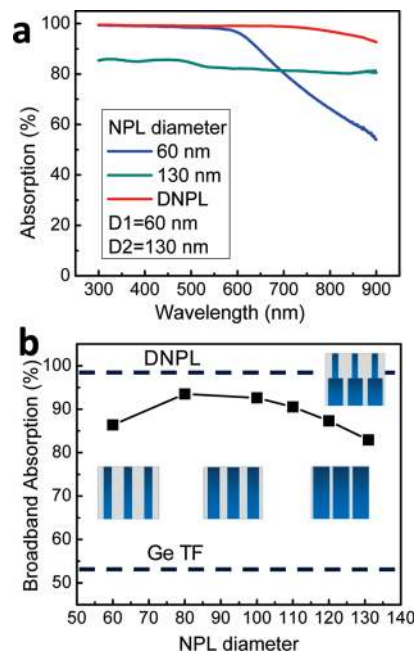 a
100
80
60
40
20
0
Absorption (%)
NPL diameter
60 nm
130 nm
DNPL
D1=60 nm
D2=130 nm
300 400 500 600 700 800 900
Wavelength (nm)
b
100
90
80
70
60
50
Broadband Absorption (%)
DNPL
Ge TF
50 60 70 80 90 100 110 120 130 140
NPL diameter